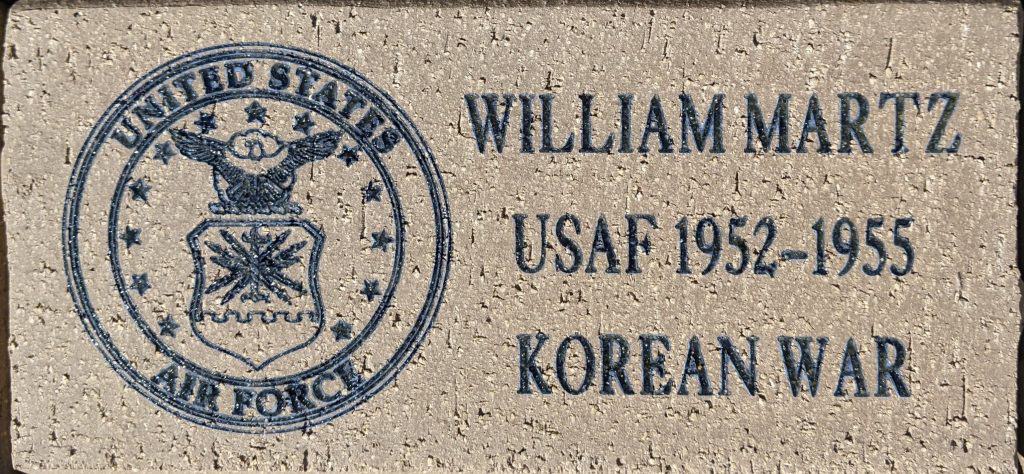 UNITED STATES
AIR FORCE
WILLIAM MARTZ
USAF 1952-1955
KOREAN WAR